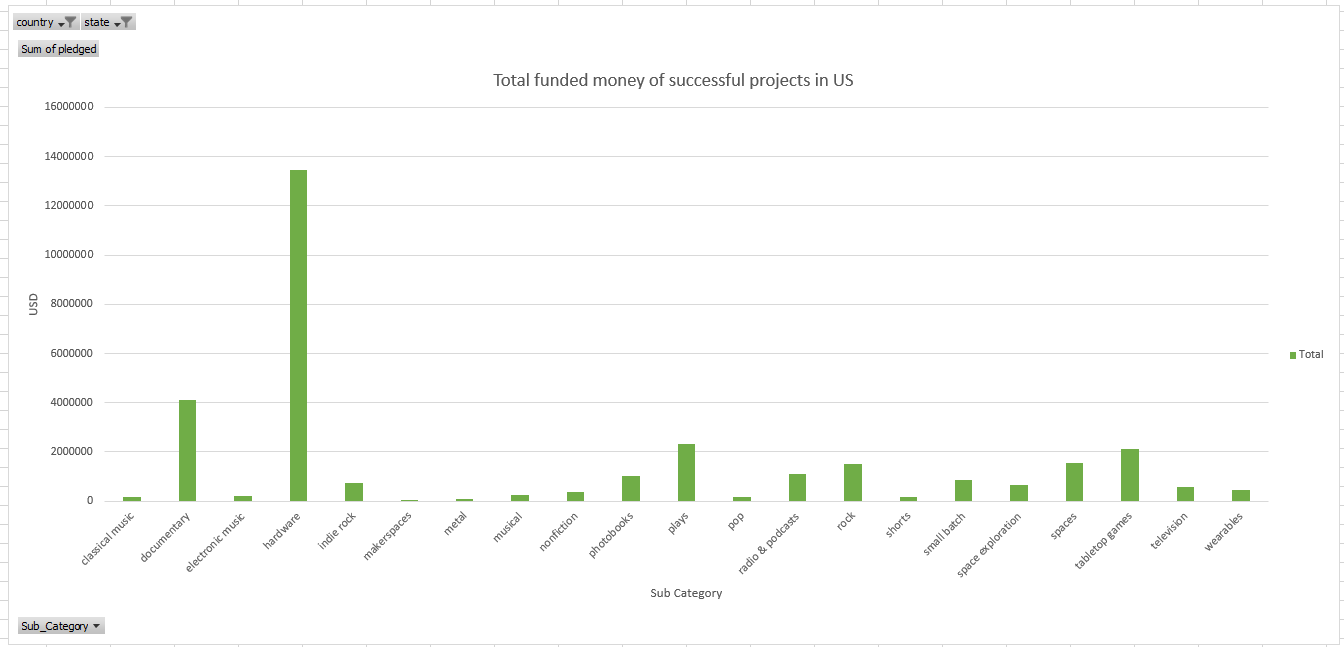 country state
Sum of pledged
Total funded money of successful projects in US
16000000
14000000
12000000
10000000
8000000
6000000
4000000
2000000
0
USD
Total
classical music
documentary
electronic music
hardware
indie rock
makerspaces
metal
musical
nonfiction
photobooks
plays
pop
radio & podcasts
rock
shorts
small batch
space exploration
spaces
tabletop games
television
wearables
Sub Category
Sub_Category